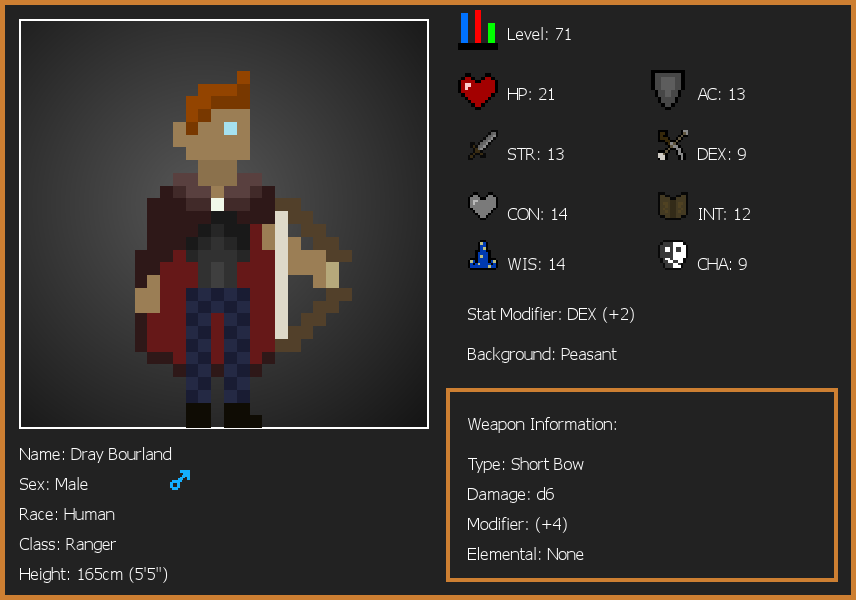 Level: 71
HP: 21
AC: 13
STR: 13
DEX: 9
CON: 14
INT: 12
WIS: 14
CHA: 9
Stat Modifier: DEX (+2)
Background: Peasant
Weapon Information:
Type: Short Bow
Damage: d6
Modifier: (+4)
Elemental: None
Name: Dray Bourland
Sex: Male
Race: Human
Class: Ranger
Height: 165cm (5'5")